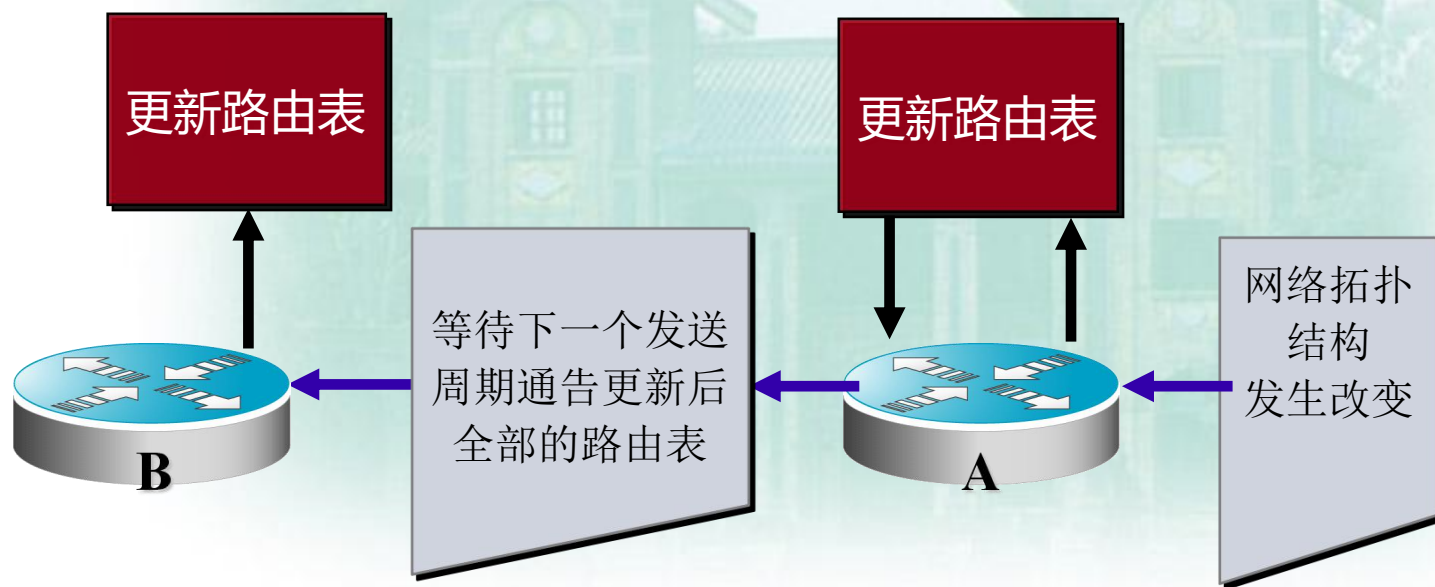 更新路由表
更新路由表
等待下一个发送
周期通告更新后
全部的路由表
网络拓扑
结构
发生改变
B
A